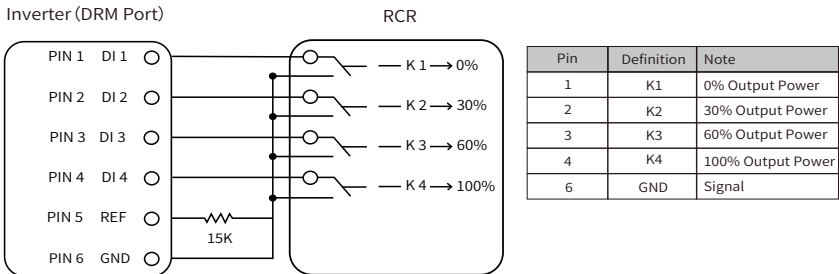 Inverter (DRM Port)
RCR
PIN 1 DI 1
PIN 2 DI 2
PIN 3 DI 3
PIN 4 DI 4
PIN 5 REF
PIN 6 GND
15K
K 1 → 0%
K 2 → 30%
K 3 → 60%
K 4 → 100%
Pin Definition Note
1 K1 0% Output Power
2 K2 30% Output Power
3 K3 60% Output Power
4 K4 100% Output Power
6 GND Signal